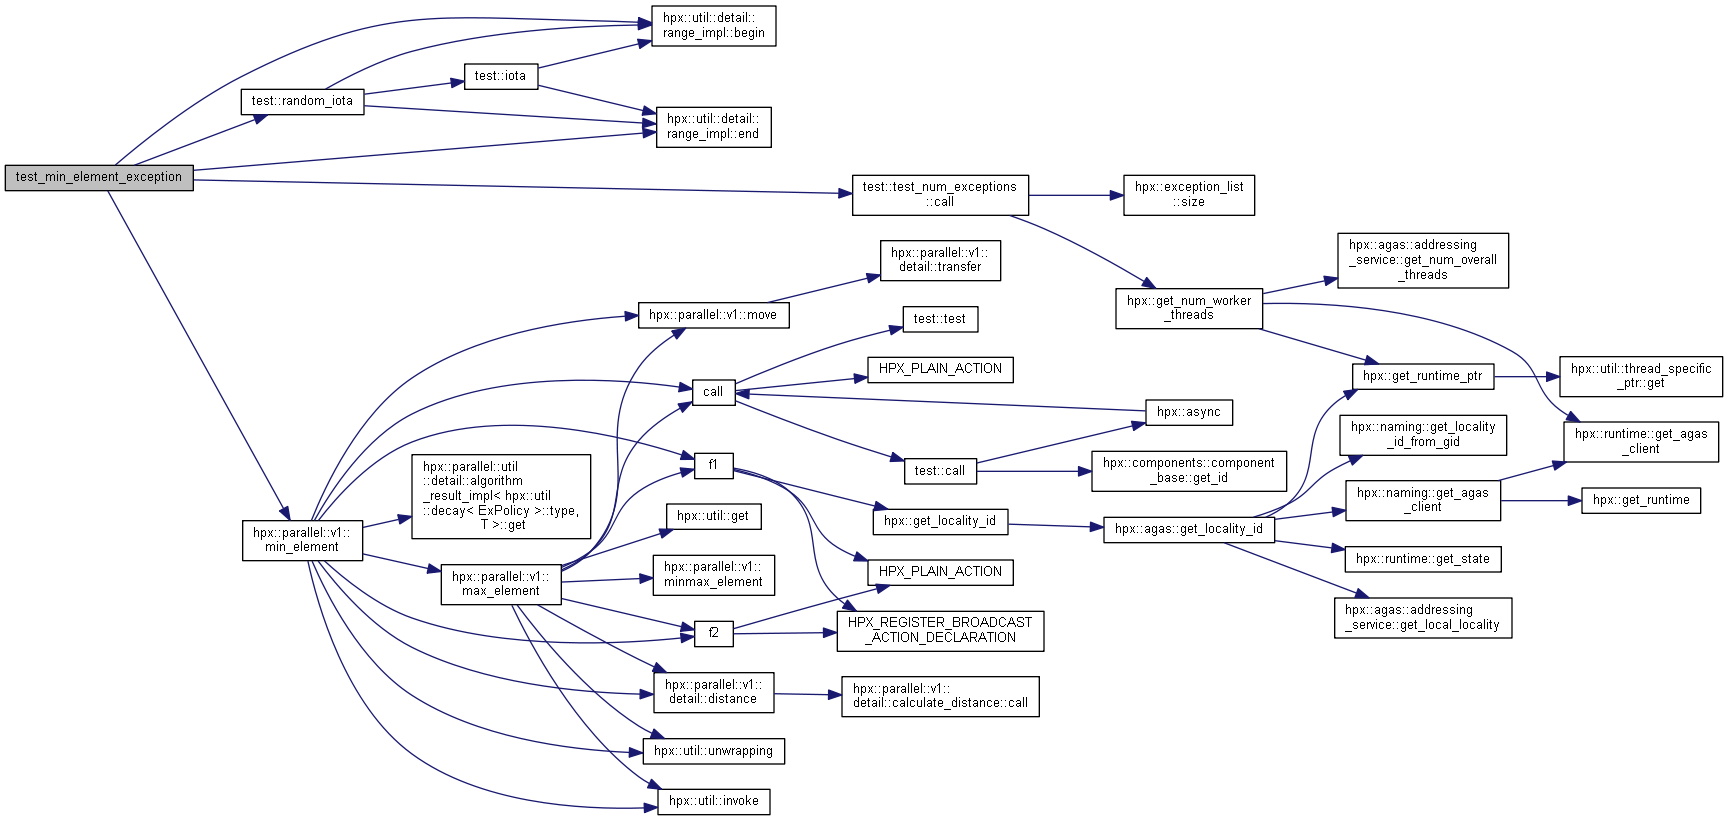 hpx::util::detail::
range_impl::begin
test::iota
test::random_iota
hpx::util::detail::
range_impl::end
test_min_element_exception
test::test_num_exceptions
::call
hpx::exception_list
::size
hpx::parallel::v1::
detail::transfer
hpx::agas::addressing
_service::get_num_overall
_threads
hpx::get_num_worker
_threads
hpx::parallel::v1::move
test::test
HPX_PLAIN_ACTION
hpx::get_runtime_ptr
hpx::util::thread_specific
_ptr::get
call
hpx::async
hpx::naming::get_locality
_id_from_gid
hpx::runtime::get_agas
_client
f1
test::call
hpx::components::component
_base::get_id
hpx::parallel::util
::detail::algorithm
_result_impl< hpx::util
::decay< ExPolicy >::type,
T >::get
hpx::naming::get_agas
_client
hpx::get_runtime
hpx::util::get
hpx::get_locality_id
hpx::agas::get_locality_id
hpx::parallel::v1::
min_element
hpx::runtime::get_state
hpx::parallel::v1::
max_element
hpx::parallel::v1::
minmax_element
HPX_PLAIN_ACTION
hpx::agas::addressing
_service::get_local_locality
f2
HPX_REGISTER_BROADCAST
_ACTION_DECLARATION
hpx::parallel::v1::
detail::distance
hpx::parallel::v1::
detail::calculate_distance::call
hpx::util::unwrapping
hpx::util::invoke